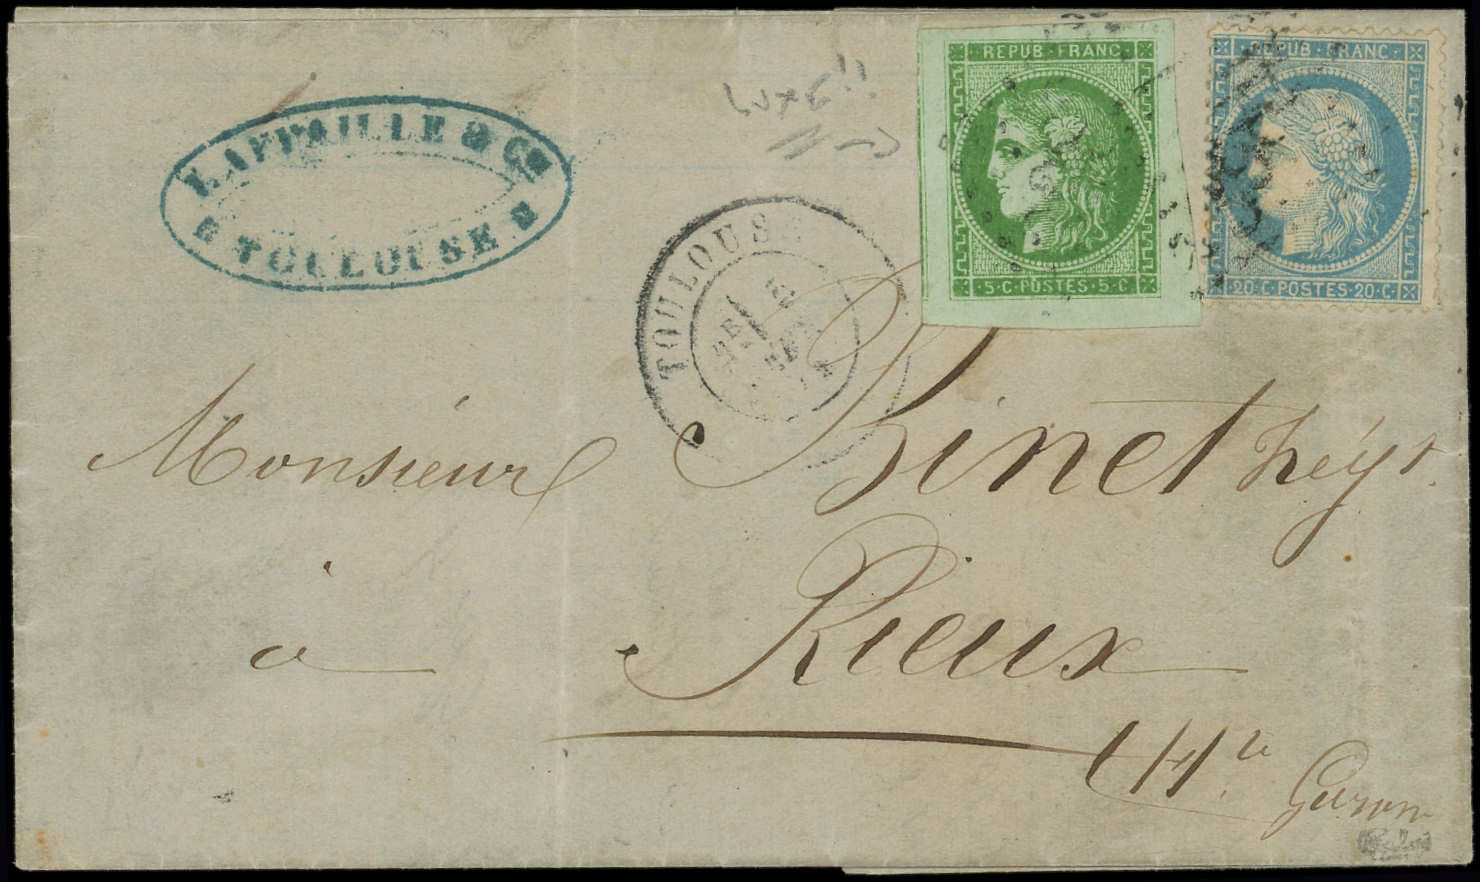 LAFFAILLE & Cie
TOULOUSE
REPUB·FRANC·
5·C·POSTES·5·C
REPUB·FRANC·
20·C·POSTES·20·C
TOULOUSE
Monsieur Binet
à Rieux
Hte
Garonne